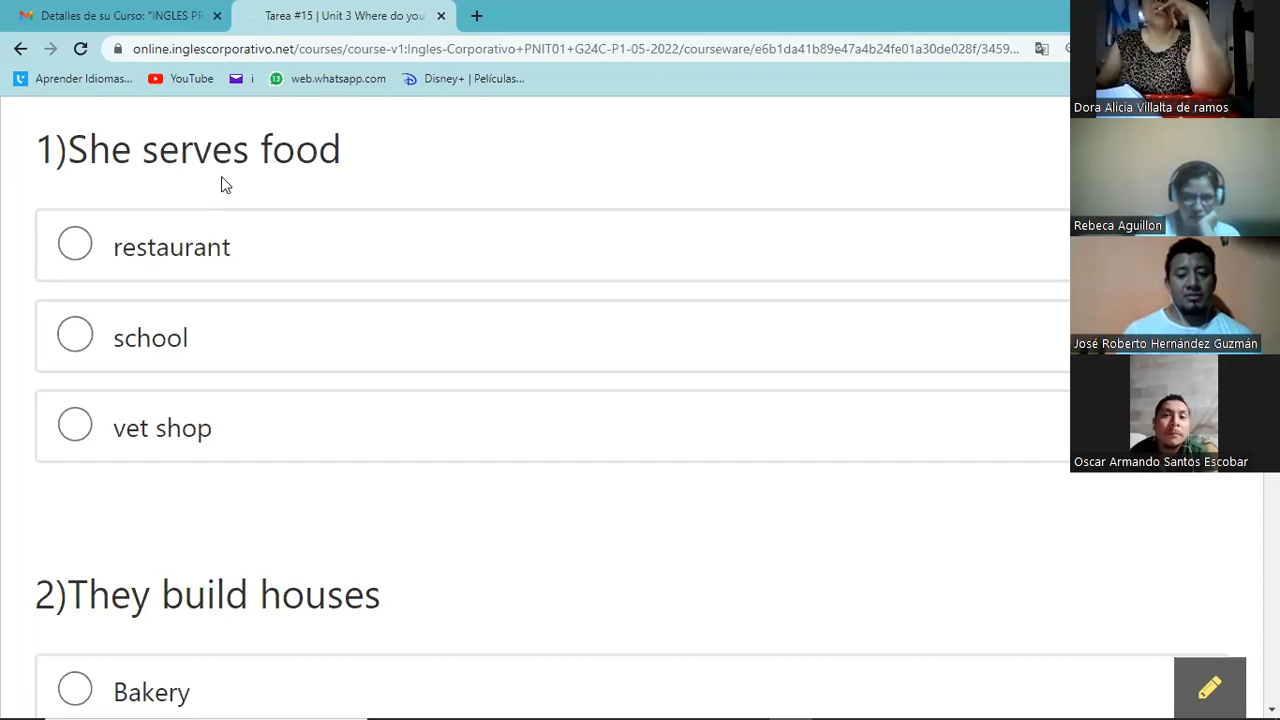 Detalles de su Curso: "INGLES PR
Tarea #15 | Unit 3 Where do you
online.inglescorporativo.net/courses/course-v1:Ingles-Corporativo+PNIT01+G24C-P1-05-2022/courseware/e6b1da41b89e47a4b24fe01a30de028f/3459...
Aprender Idiomas...
YouTube
i
13
web.whatsapp.com
Disney+ | Películas,...
1)She serves food
restaurant
school
vet shop
2)They build houses
Bakery
Dora Alicia Villalta de ramos
Rebeca Aguillon
José Roberto Hernández Guzmán
Oscar Armando Santos Escobar